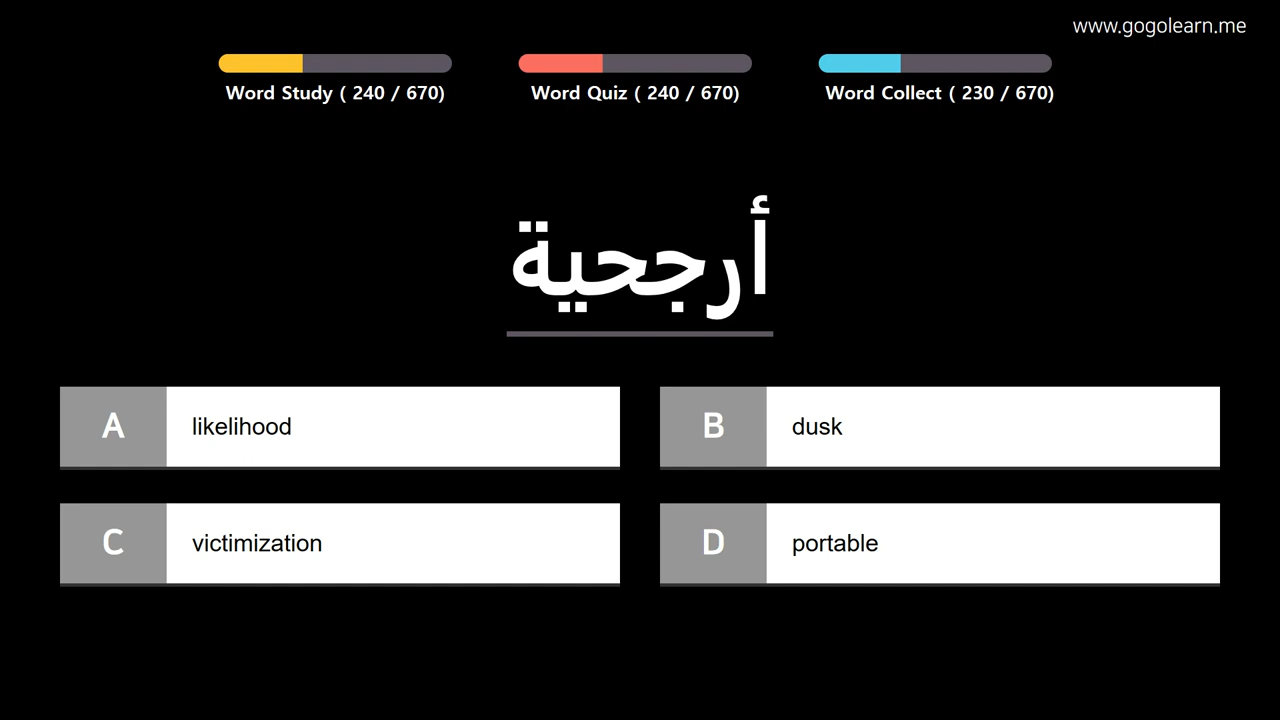 www.gogolearn.me
Word Study ( 240 / 670)
Word Quiz ( 240 / 670)
Word Collect ( 230 / 670)
أرجحية
A likelihood
B dusk
C victimization
D portable